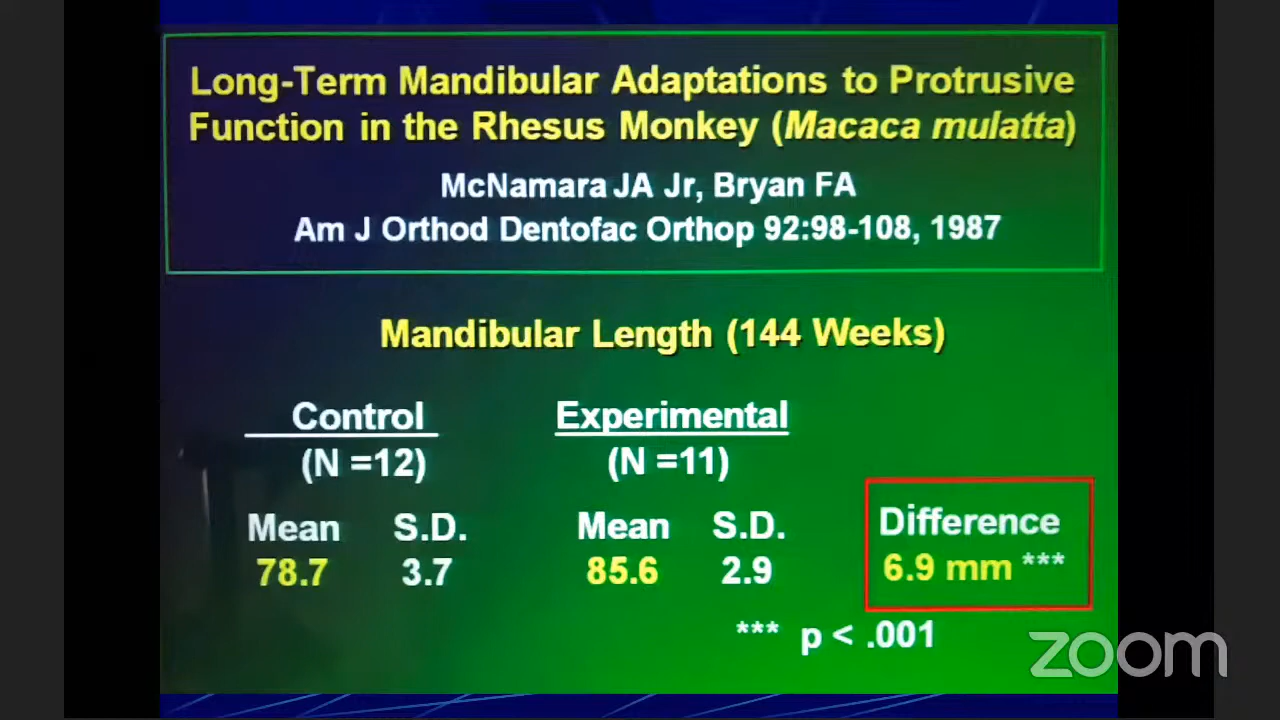 Long-Term Mandibular Adaptations to Protrusive
Function in the Rhesus Monkey (Macaca mulatta)
McNamara JA Jr, Bryan FA
Am J Orthod Dentofac Orthop 92:98-108, 1987
Mandibular Length (144 Weeks)
Control Experimental
(N =12) (N =11)
Mean S.D. Mean S.D. Difference
78.7 3.7 85.6 2.9 6.9 mm ***
*** p < .001
zoom